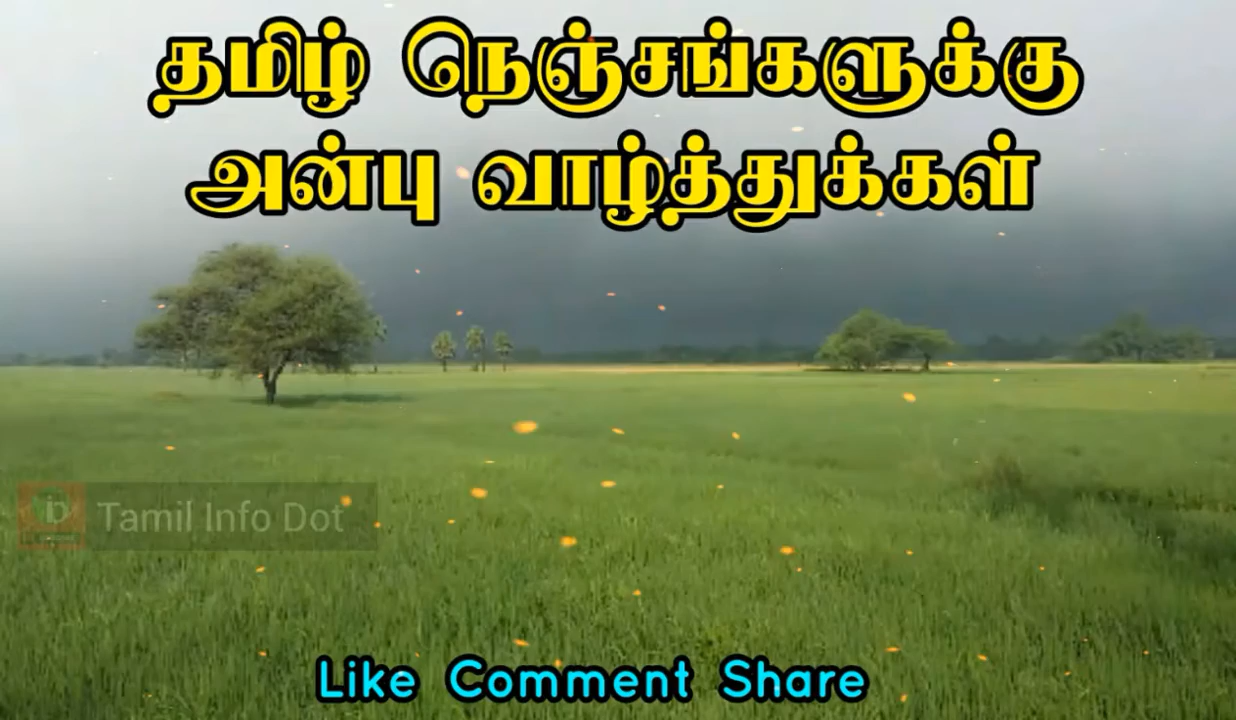 தமிழ் நெஞ்சங்களுக்கு
அன்பு வாழ்த்துக்கள்
Tamil Info Dot
Like Comment Share